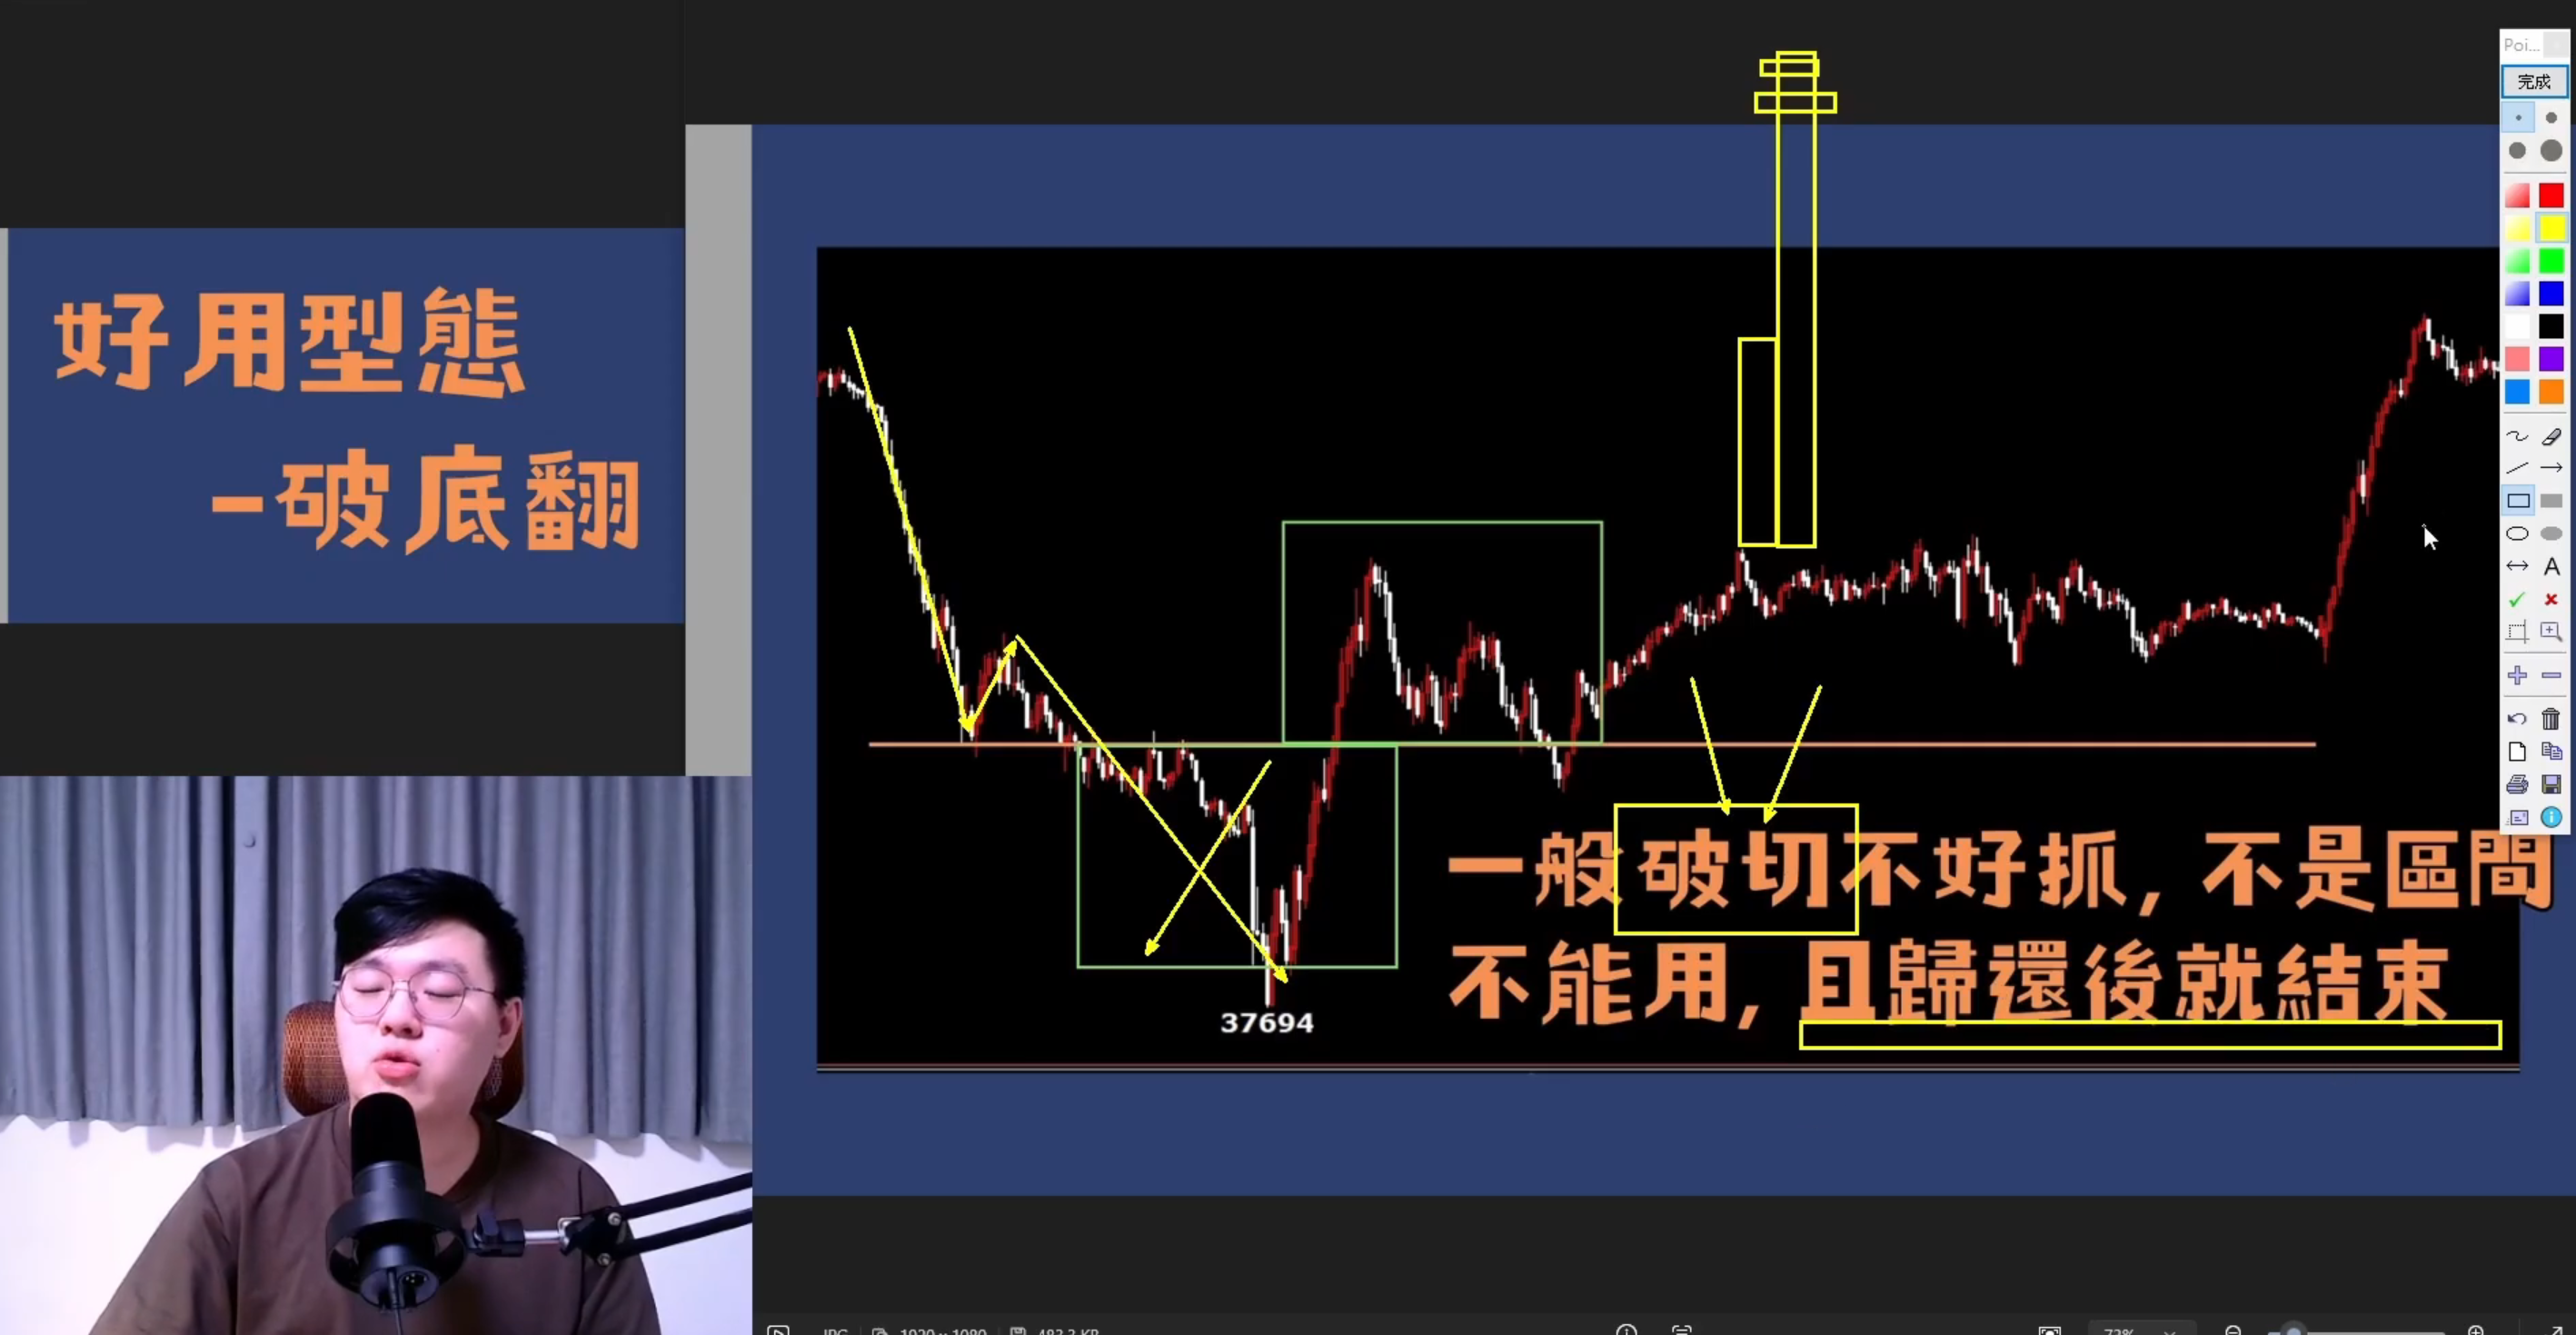 好用型態
-破底翻
37694
一般破切不好抓, 不是區間
不能用, 且歸還後就結束
Poi...
完成
A